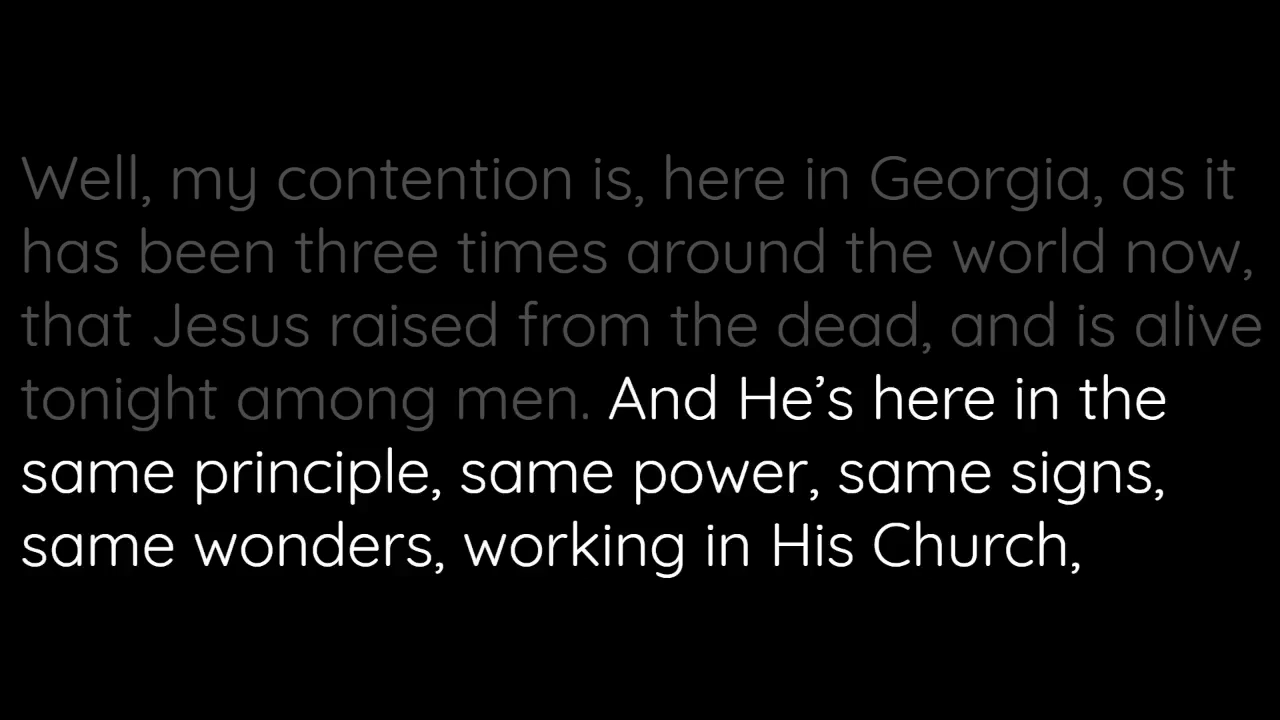 Well, my contention is, here in Georgia, as it
has been three times around the world now,
that Jesus raised from the dead, and is alive
tonight among men. And He’s here in the
same principle, same power, same signs,
same wonders, working in His Church,